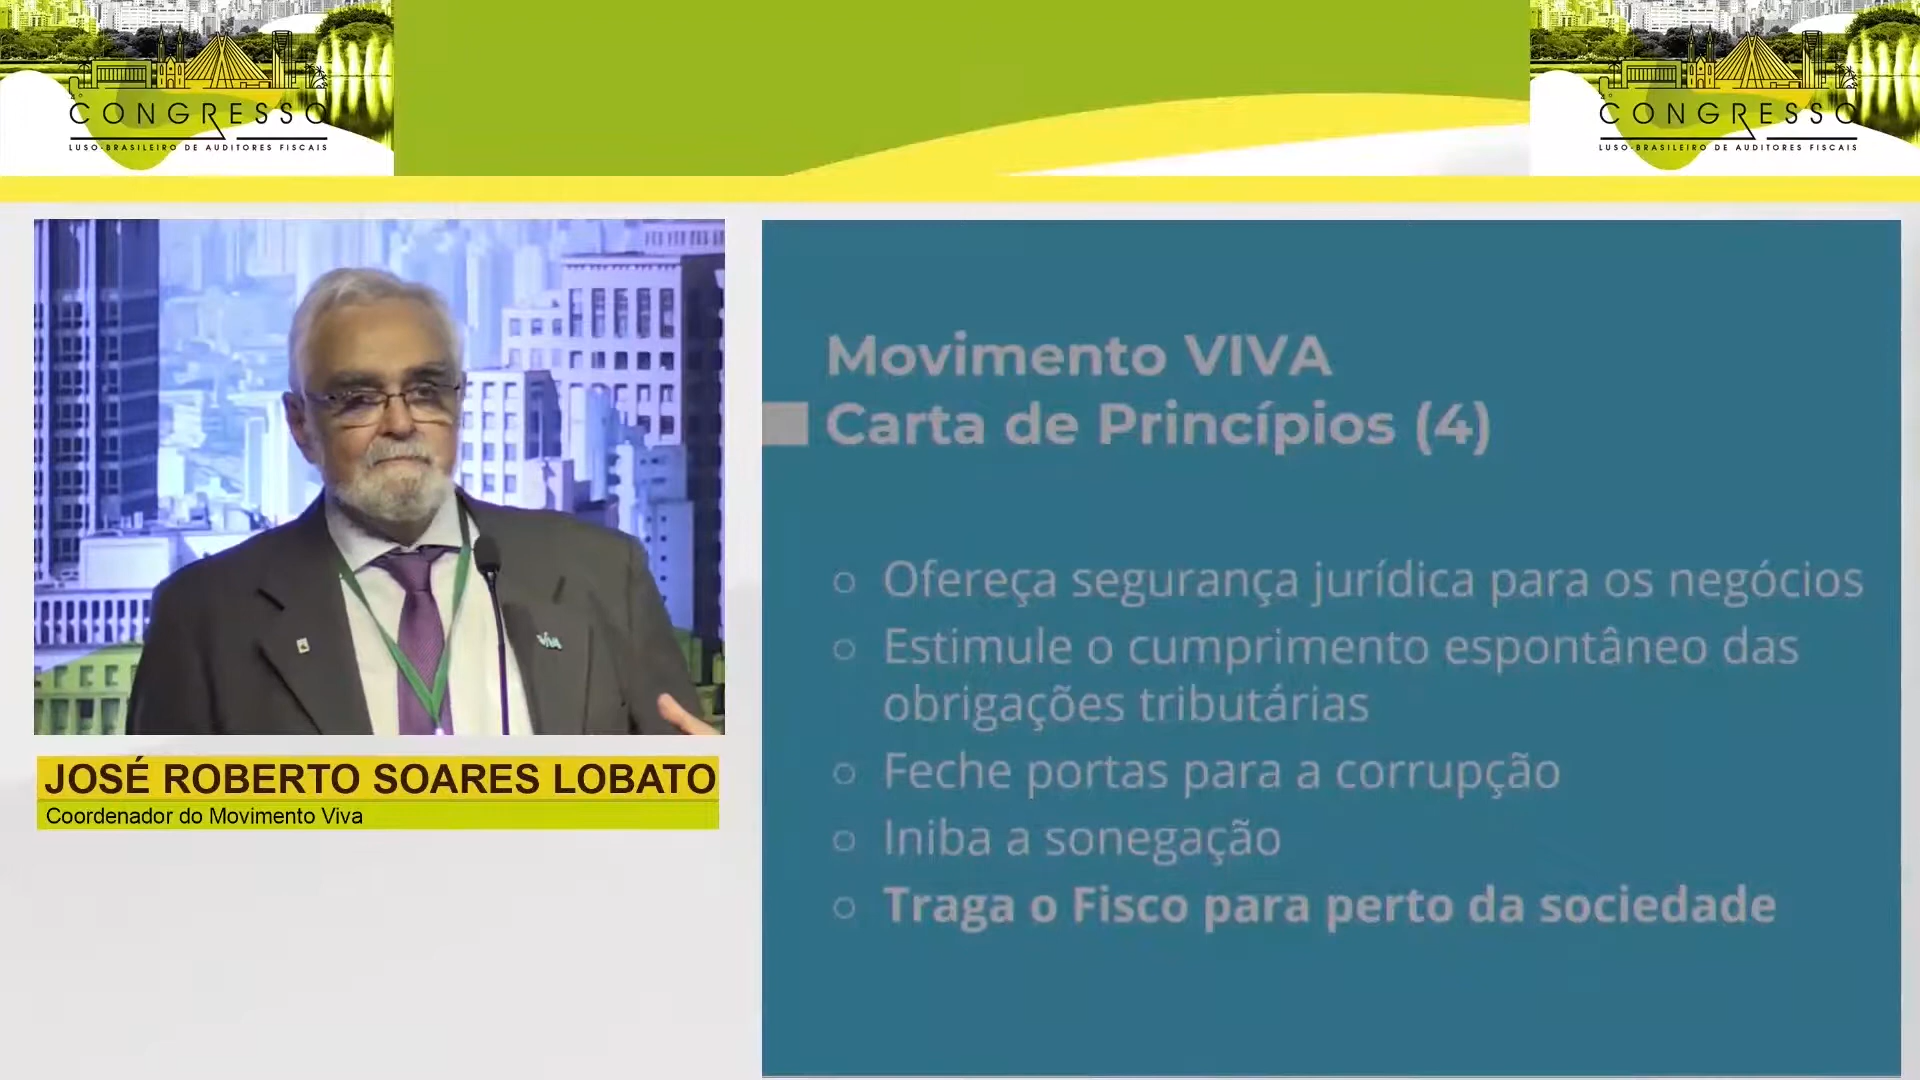 CONGRESSO
LUSO-BRASILEIRO DE AUDITORES FISCAIS
CONGRESSO
LUSO-BRASILEIRO DE AUDITORES FISCAIS
VIVA
JOSÉ ROBERTO SOARES LOBATO
Coordenador do Movimento Viva
Movimento VIVA
Carta de Princípios (4)
Ofereça segurança jurídica para os negócios
Estimule o cumprimento espontâneo das
obrigações tributárias
Feche portas para a corrupção
Iniba a sonegação
Traga o Fisco para perto da sociedade